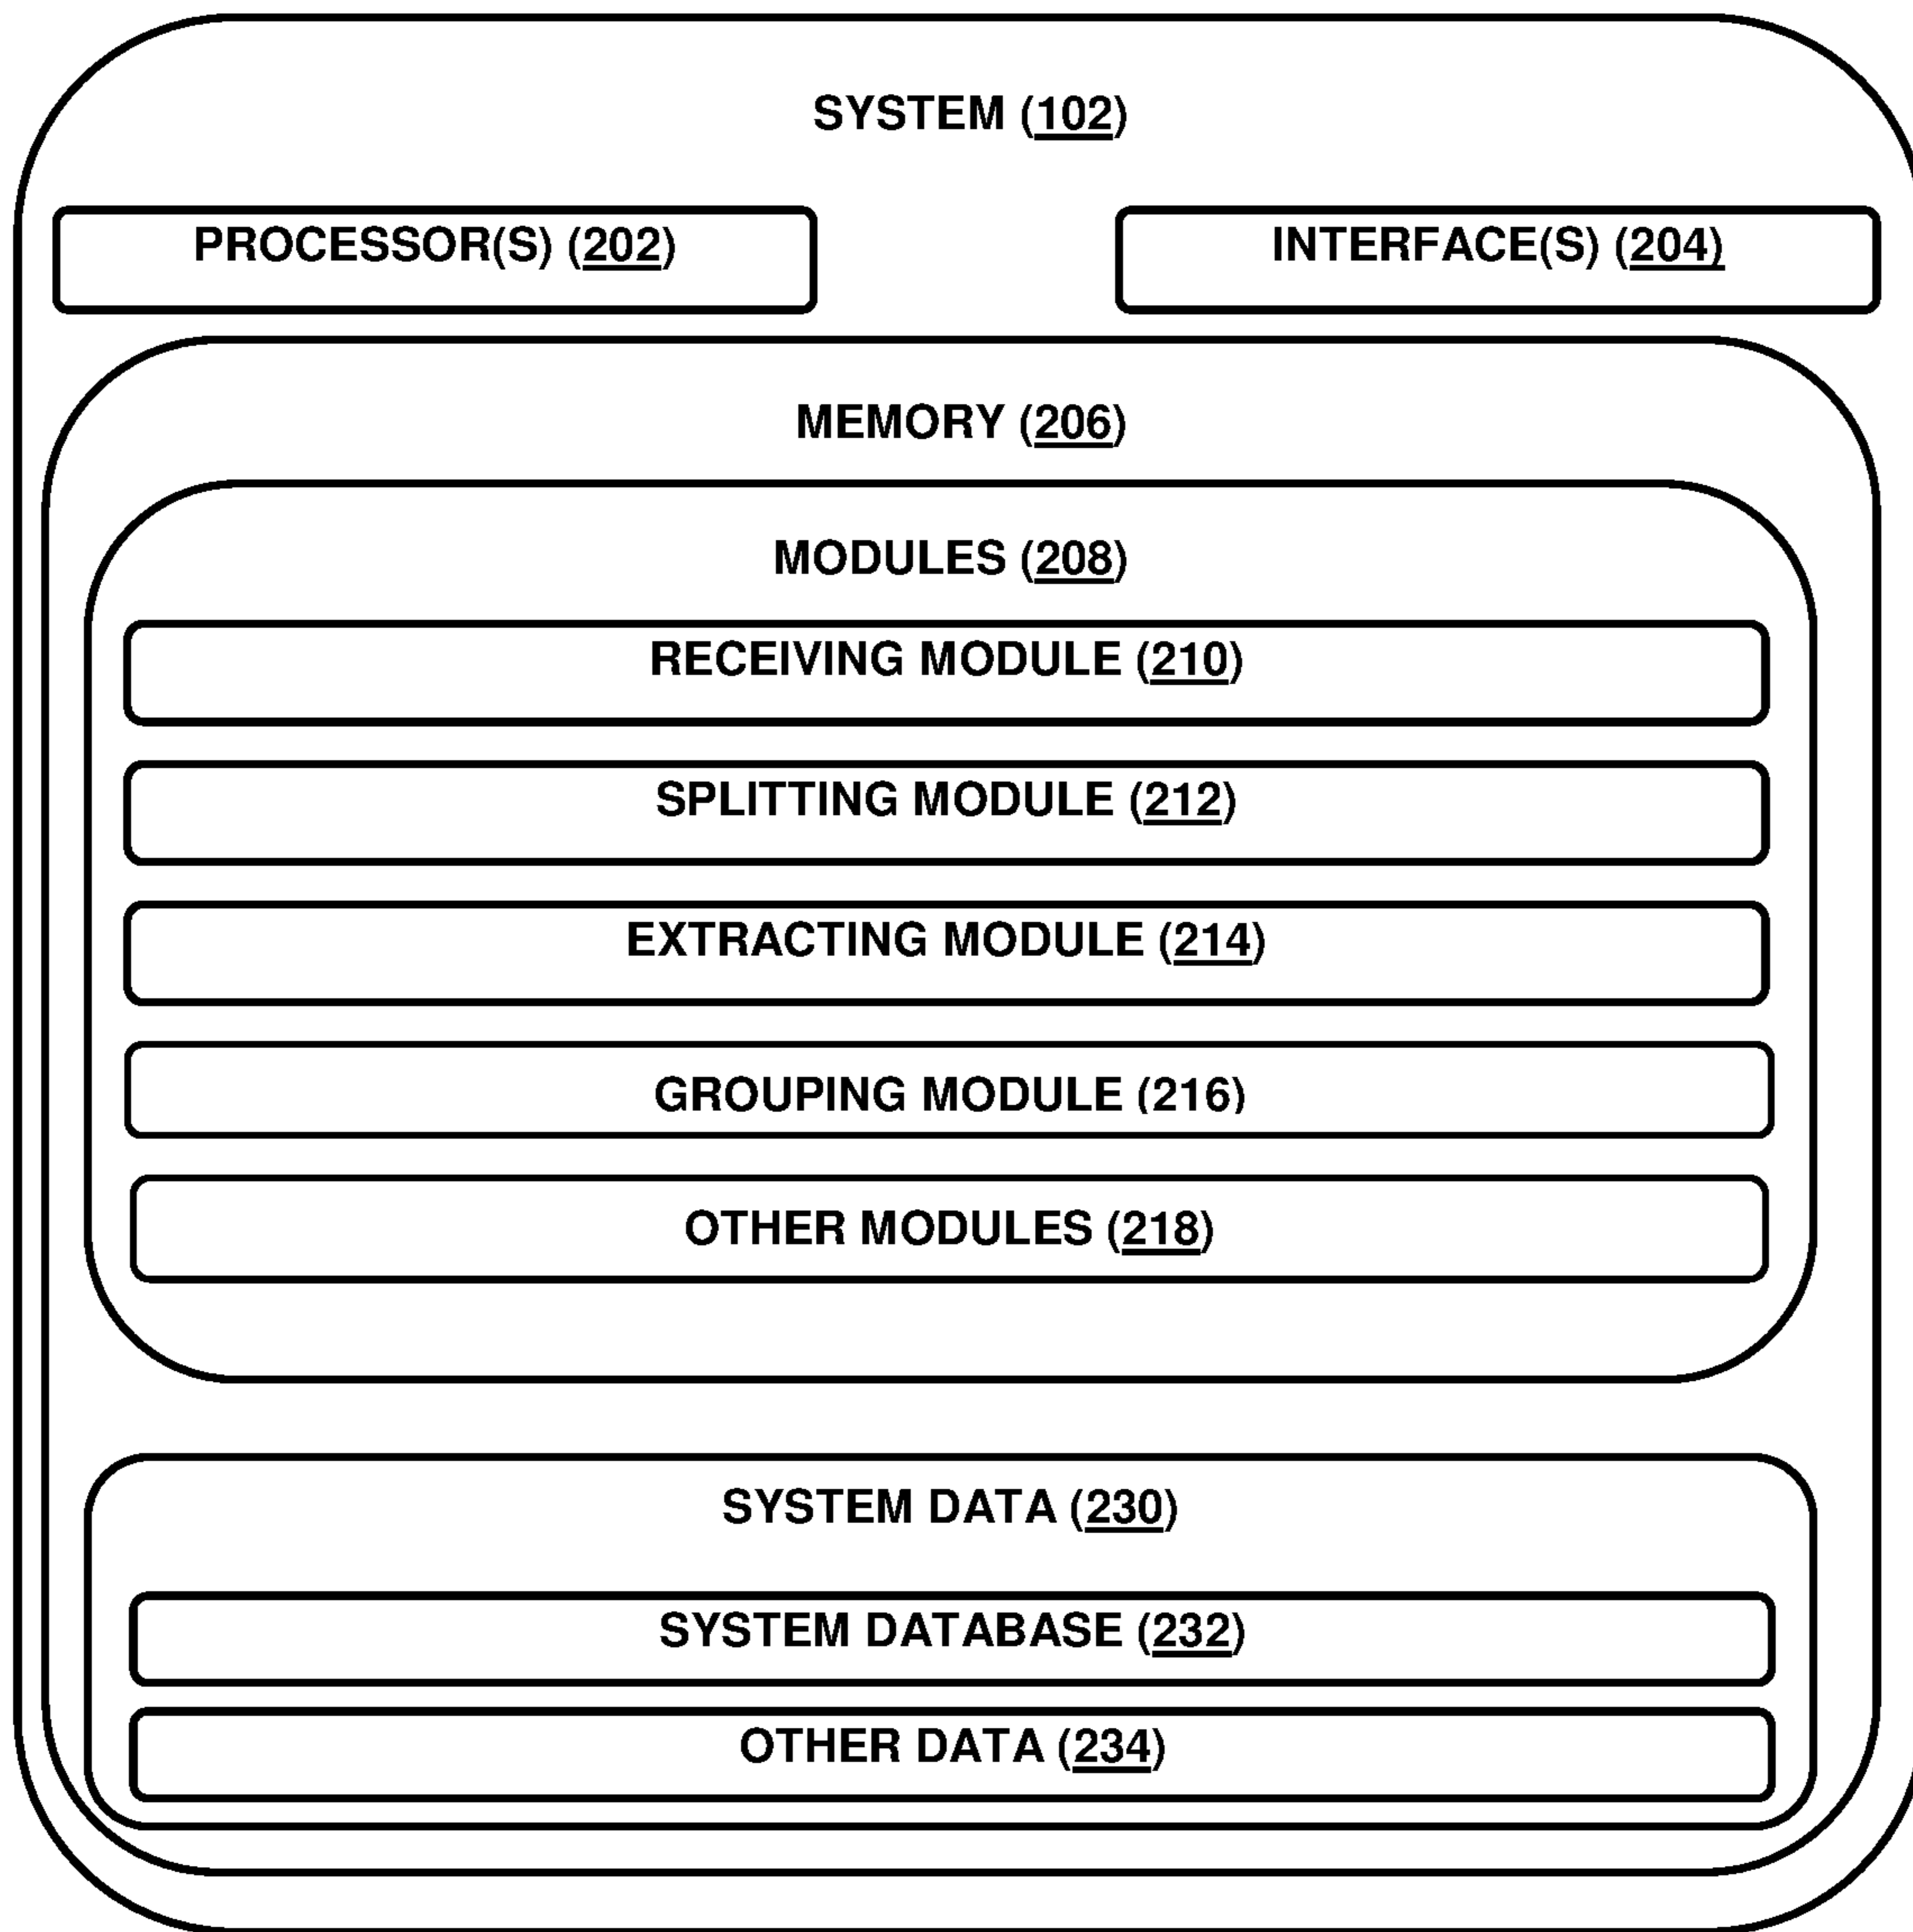 SYSTEM (102)
PROCESSOR(S) (202)
INTERFACE(S) (204)
MEMORY (206)
MODULES (208)
RECEIVING MODULE (210)
SPLITTING MODULE (212)
EXTRACTING MODULE (214)
GROUPING MODULE (216)
OTHER MODULES (218)
SYSTEM DATA (230)
SYSTEM DATABASE (232)
OTHER DATA (234)